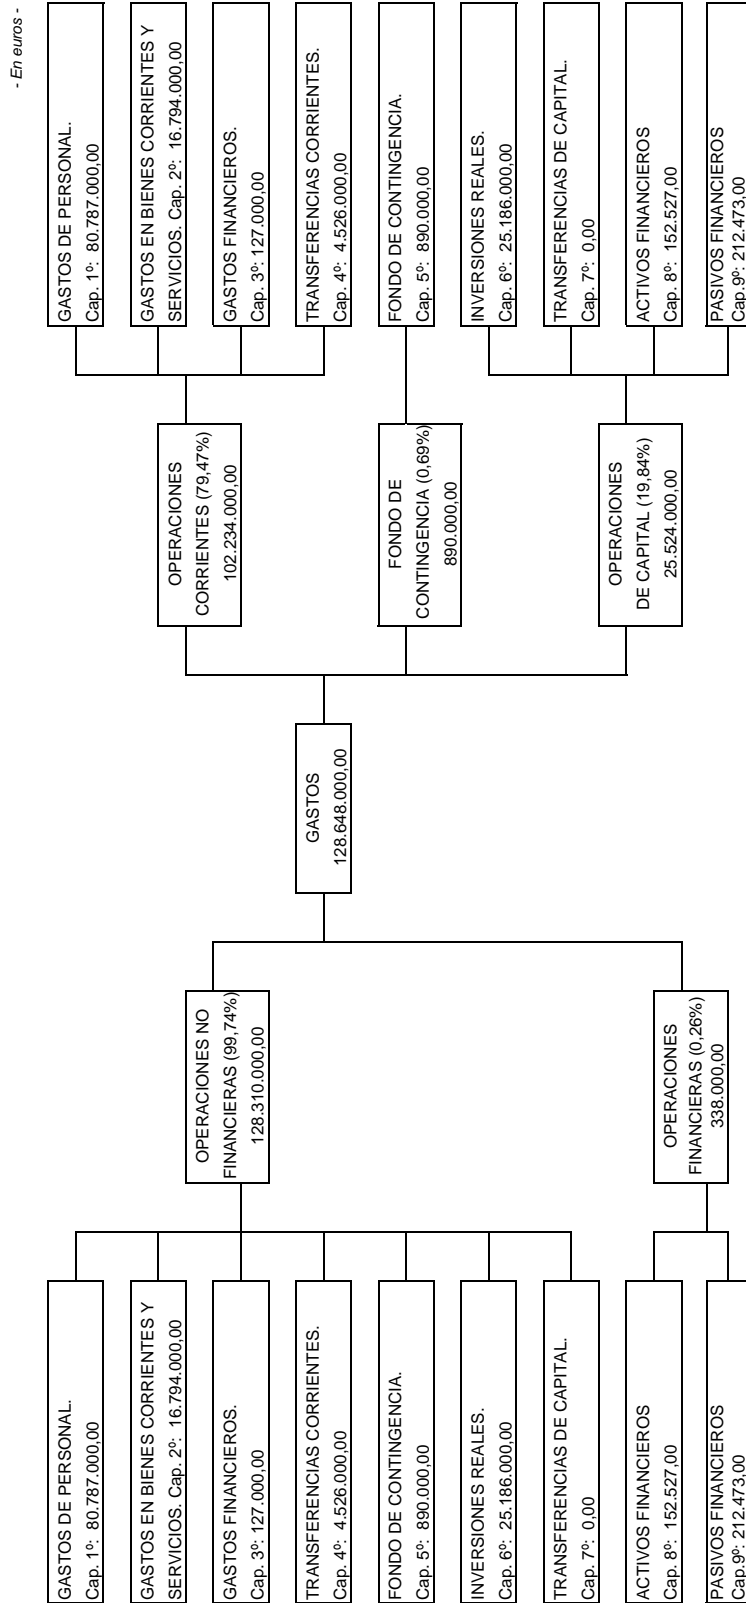 - En euros -
GASTOS DE PERSONAL.
Cap. 1º: 80.787.000,00
GASTOS EN BIENES CORRIENTES Y
SERVICIOS. Cap. 2º: 16.794.000,00
GASTOS FINANCIEROS.
Cap. 3º: 127.000,00
TRANSFERENCIAS CORRIENTES.
Cap. 4º: 4.526.000,00
FONDO DE CONTINGENCIA.
Cap. 5º: 890.000,00
INVERSIONES REALES.
Cap. 6º: 25.186.000,00
TRANSFERENCIAS DE CAPITAL.
Cap. 7º: 0,00
ACTIVOS FINANCIEROS
Cap. 8º: 152.527,00
PASIVOS FINANCIEROS
Cap.9º: 212.473,00
OPERACIONES NO
FINANCIERAS (99,74%)
128.310.000,00
OPERACIONES
FINANCIERAS (0,26%)
338.000,00
GASTOS
128.648.000,00
OPERACIONES
CORRIENTES (79,47%)
102.234.000,00
FONDO DE
CONTINGENCIA (0,69%)
890.000,00
OPERACIONES
DE CAPITAL (19,84%)
25.524.000,00
GASTOS DE PERSONAL.
Cap. 1º: 80.787.000,00
GASTOS EN BIENES CORRIENTES Y
SERVICIOS. Cap. 2º: 16.794.000,00
GASTOS FINANCIEROS.
Cap. 3º: 127.000,00
TRANSFERENCIAS CORRIENTES.
Cap. 4º: 4.526.000,00
FONDO DE CONTINGENCIA.
Cap. 5º: 890.000,00
INVERSIONES REALES.
Cap. 6º: 25.186.000,00
TRANSFERENCIAS DE CAPITAL.
Cap. 7º: 0,00
ACTIVOS FINANCIEROS
Cap. 8º: 152.527,00
PASIVOS FINANCIEROS
Cap.9º: 212.473,00